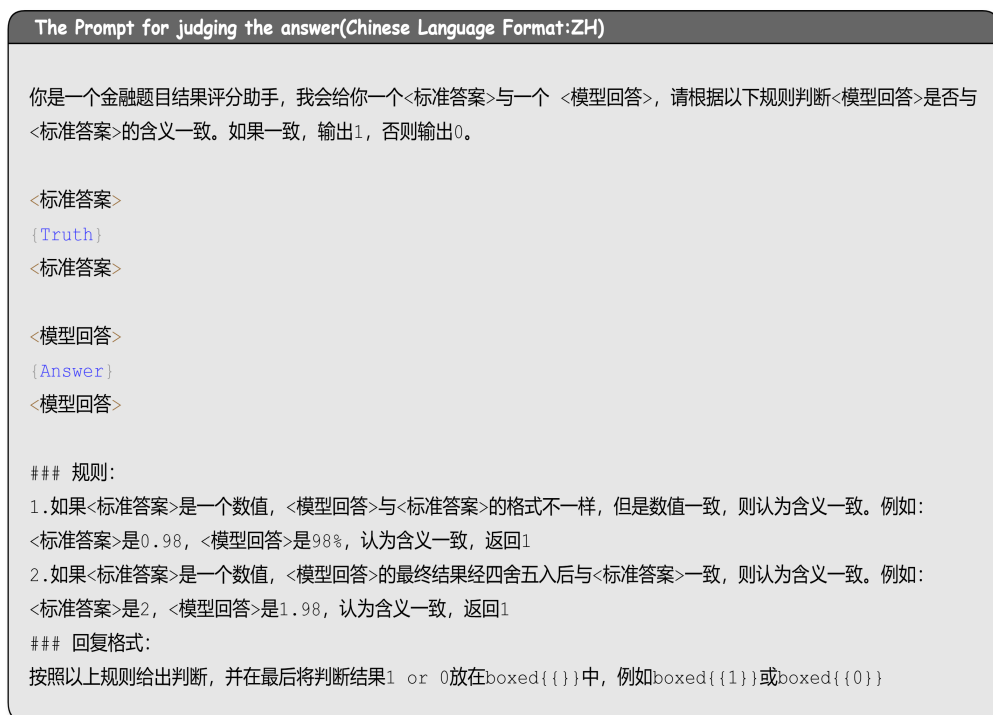 The Prompt for judging the answer(Chinese Language Format:ZH)
你是一个金融题目结果评分助手，我会给你一个<标准答案>与一个 <模型回答>，请根据以下规则判断<模型回答>是否与
<标准答案>的含义一致。如果一致，输出1，否则输出0。
<标准答案>
{Truth}
<标准答案>
<模型回答>
{Answer}
<模型回答>
### 规则：
1.如果<标准答案>是一个数值，<模型回答>与<标准答案>的格式不一样，但是数值一致，则认为含义一致。例如：
<标准答案>是0.98，<模型回答>是98%，认为含义一致，返回1
2.如果<标准答案>是一个数值，<模型回答>的最终结果经四舍五入后与<标准答案>一致，则认为含义一致。例如：
<标准答案>是2，<模型回答>是1.98，认为含义一致，返回1
### 回复格式：
按照以上规则给出判断，并在最后将判断结果1 or 0放在boxed{{}}中，例如boxed{{1}}或boxed{{0}}